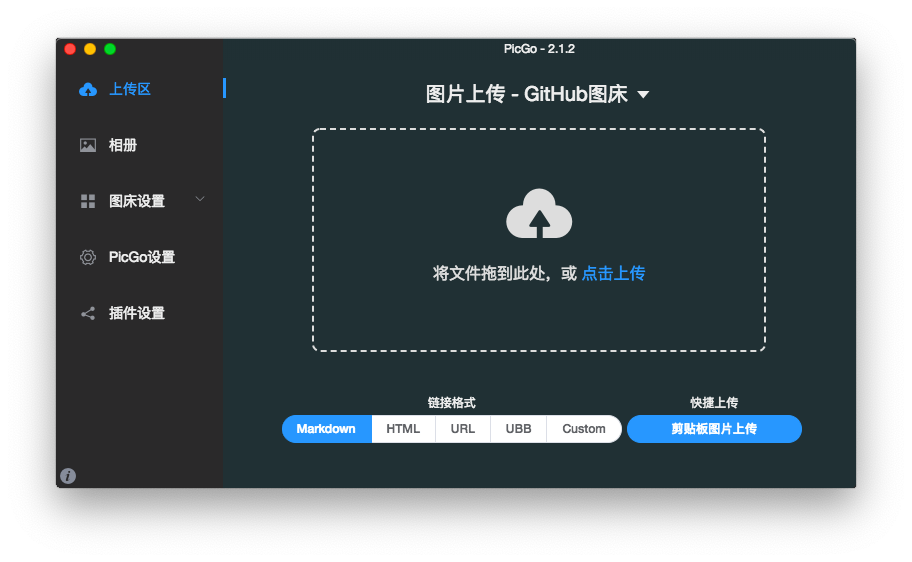 PicGo - 2.1.2
上传区
相册
图床设置
PicGo设置
插件设置
图片上传 - GitHub图床
将文件拖到此处，或 点击上传
链接格式
Markdown HTML URL UBB Custom
快捷上传
剪贴板图片上传
i